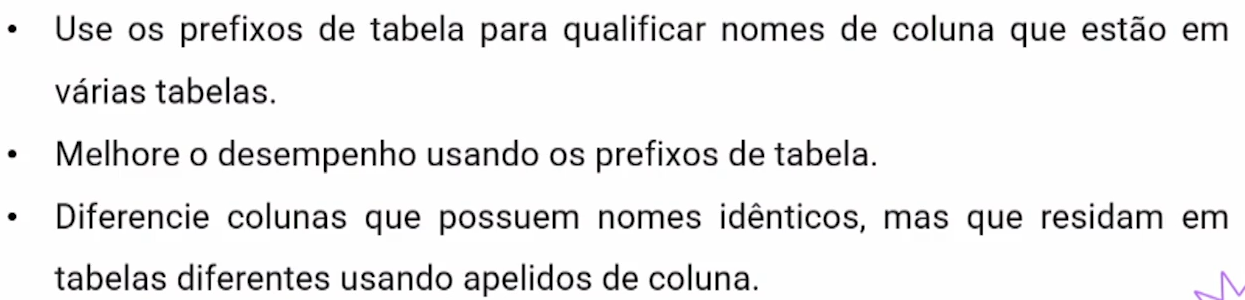 • Use os prefixos de tabela para qualificar nomes de coluna que estão em
várias tabelas.
• Melhore o desempenho usando os prefixos de tabela.
• Diferencie colunas que possuem nomes idênticos, mas que residam em
tabelas diferentes usando apelidos de coluna.